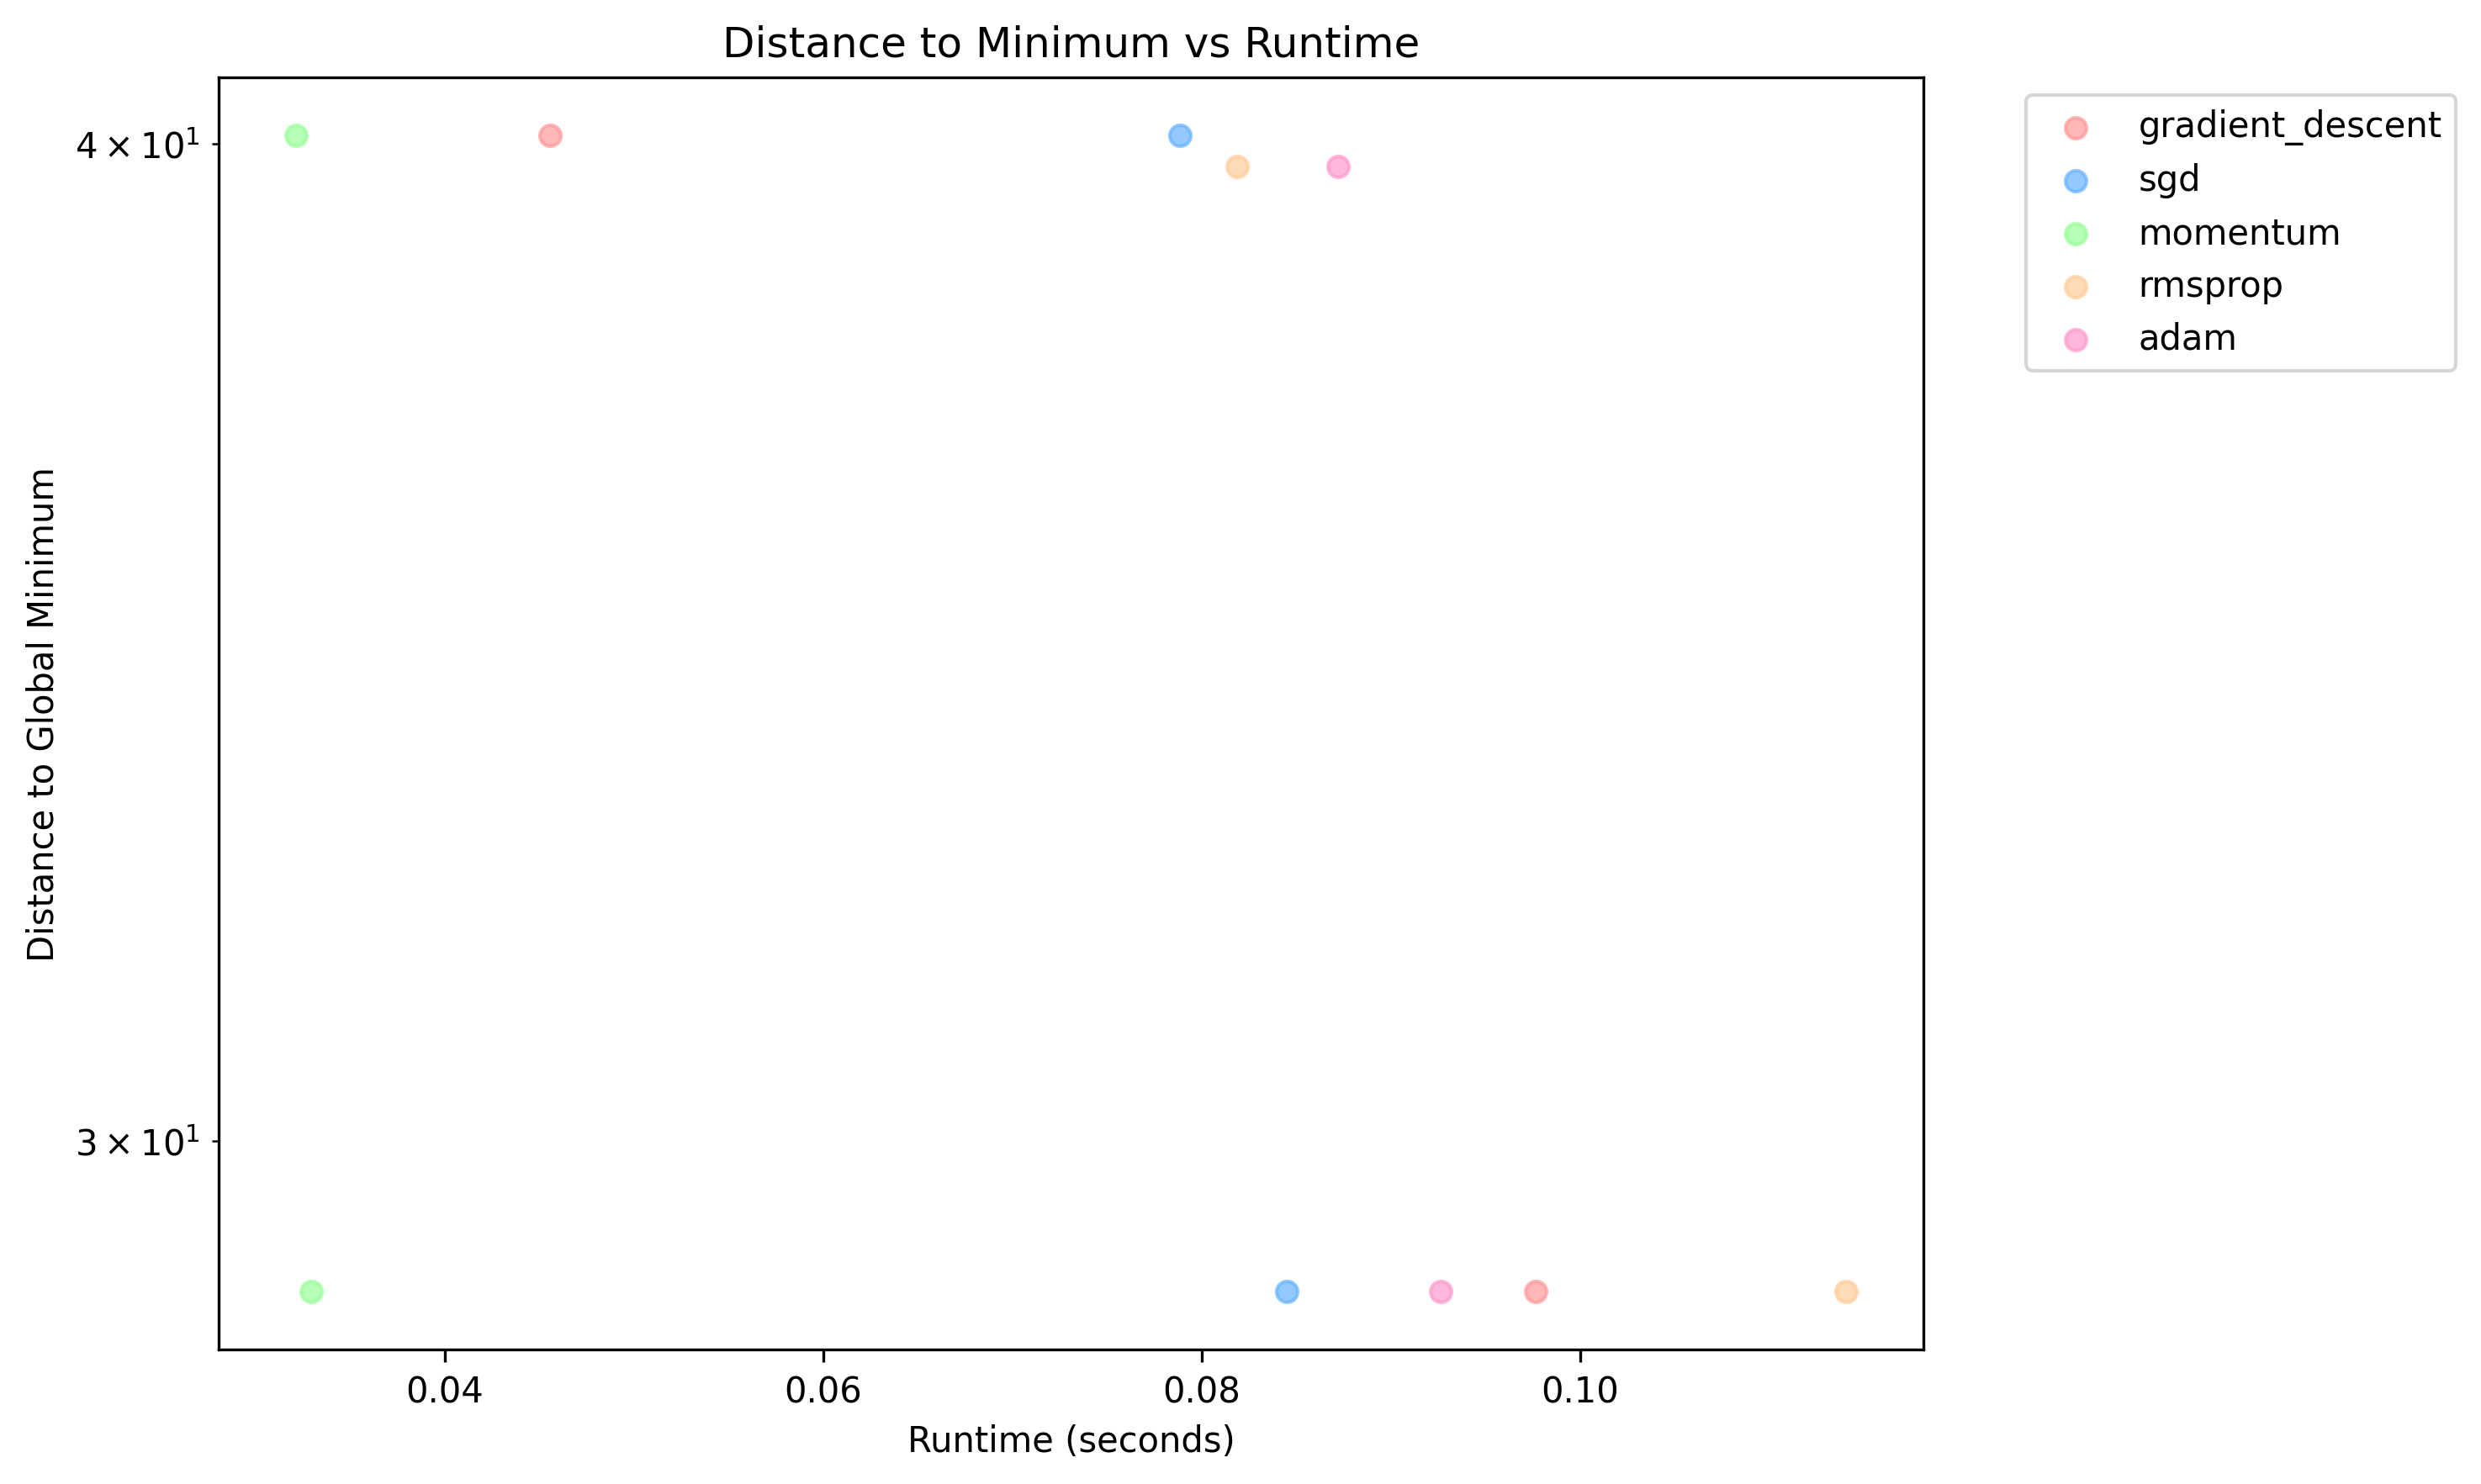 Distance to Minimum vs Runtime
Distance to Global Minimum
4 × 10¹
3 × 10¹
0.04 0.06 0.08 0.10
Runtime (seconds)
gradient_descent
sgd
momentum
rmsprop
adam